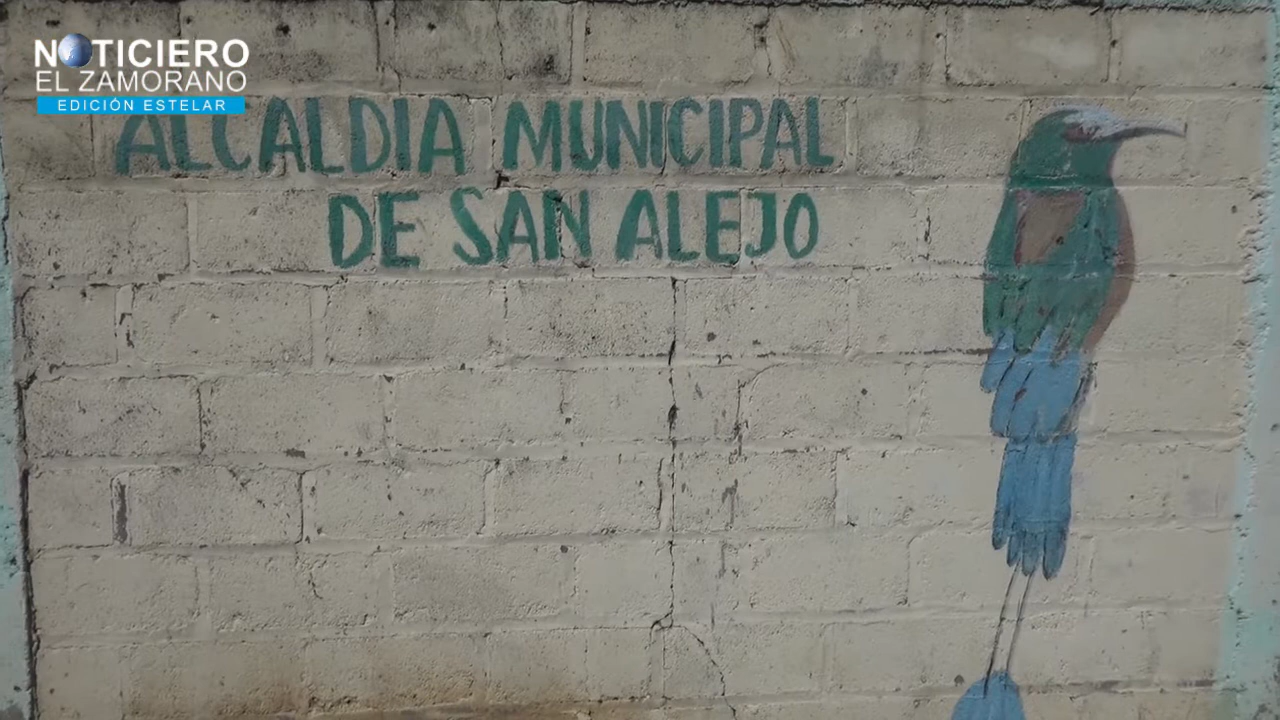 NOTICIERO
EL ZAMORANO
EDICIÓN ESTELAR
ALCALDIA MUNICIPAL
DE SAN ALEJO